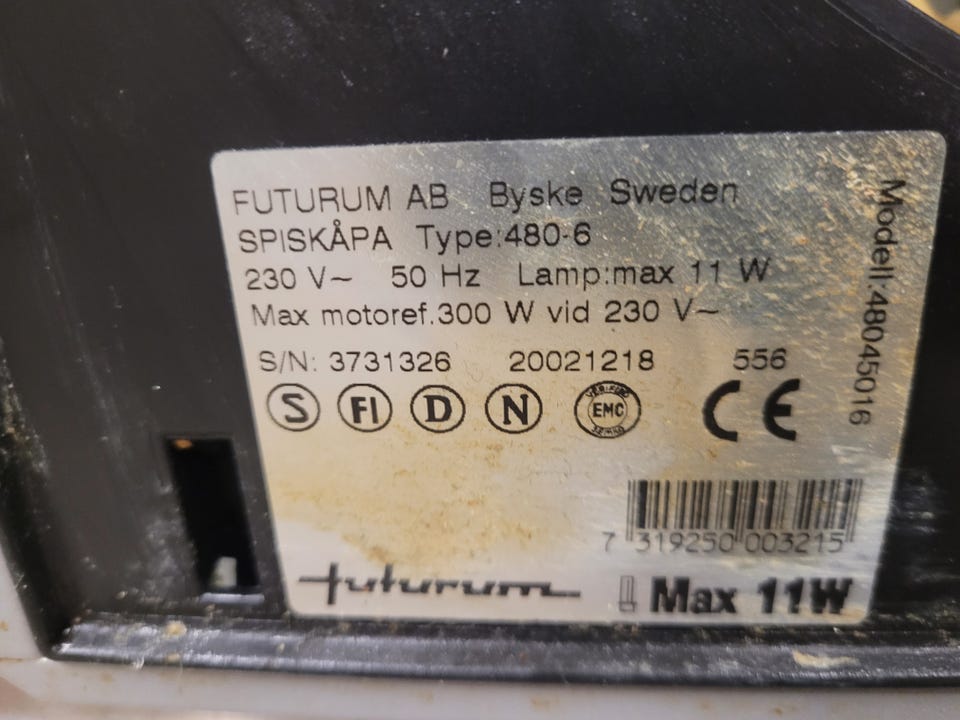 FUTURUM AB Byske Sweden
SPISKÅPA Type:480-6
230 V~ 50 Hz Lamp:max 11 W
Max motoref.300 W vid 230 V~
S/N: 3731326 20021218 556
S FI D N EMC CE
Modell:48045016
7 319250 003215
futurum
Max 11W